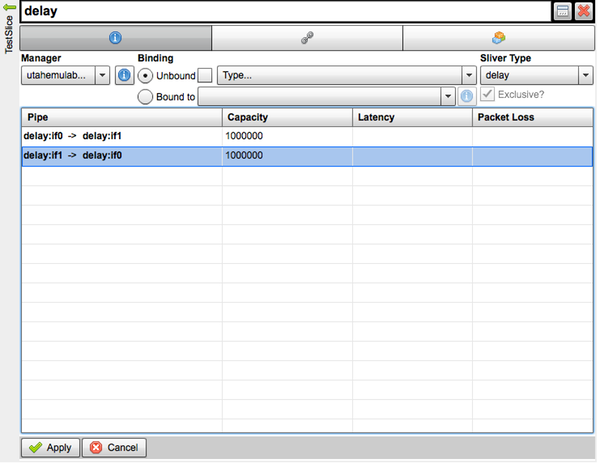 delay
TestSlice
Manager
Binding
Sliver Type
utahemulab...
Unbound
Type...
delay
Bound to
Exclusive?
Pipe Capacity Latency Packet Loss
delay:if0 -> delay:if1 1000000
delay:if1 -> delay:if0 1000000
Apply
Cancel